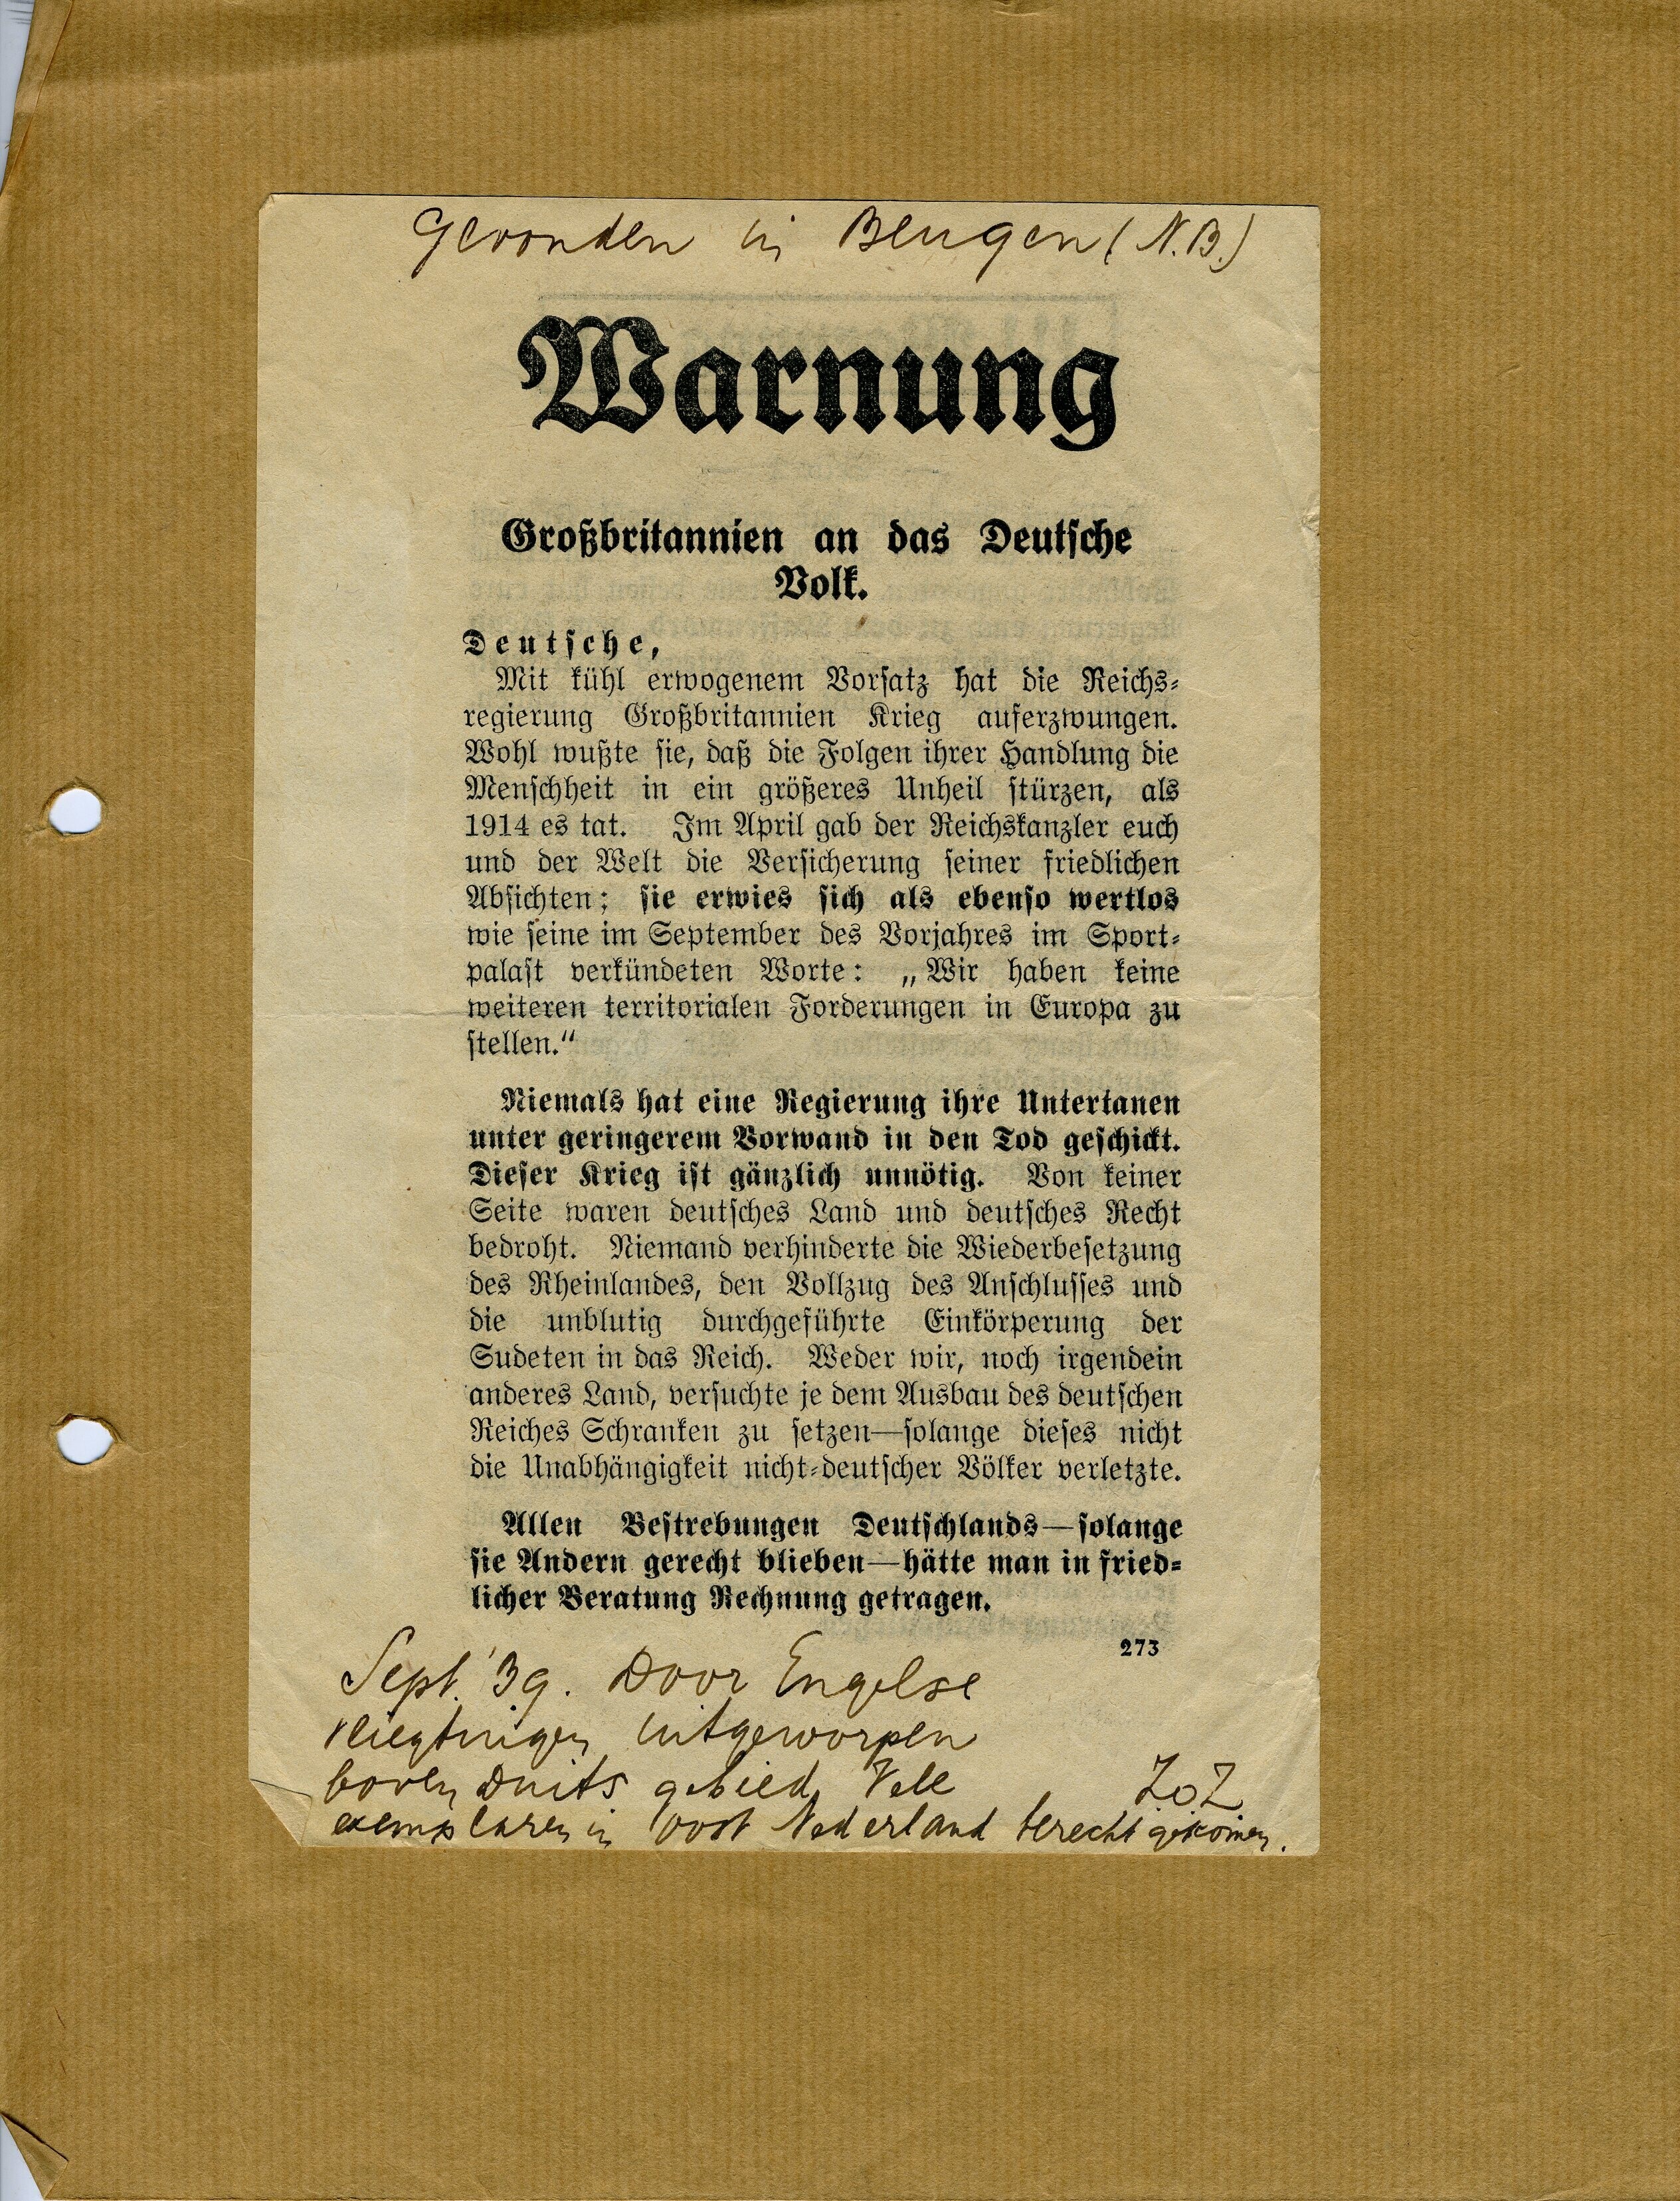 Gevonden in Beugen (N.B.)
Warnung
Großbritannien an das Deutsche
Volk.
Deutsche,
Mit kühl erwogenem Vorsatz hat die Reichs-
regierung Großbritannien Krieg auferzwungen.
Wohl wußte sie, daß die Folgen ihrer Handlung die
Menschheit in ein größeres Unheil stürzen, als
1914 es tat. Im April gab der Reichskanzler euch
und der Welt die Versicherung seiner friedlichen
Absichten; sie erwies sich als ebenso wertlos
wie seine im September des Vorjahres im Sport-
palast verkündeten Worte: „Wir haben keine
weiteren territorialen Forderungen in Europa zu
stellen.“
Niemals hat eine Regierung ihre Untertanen
unter geringerem Vorwand in den Tod geschickt.
Dieser Krieg ist gänzlich unnötig. Von keiner
Seite waren deutsches Land und deutsches Recht
bedroht. Niemand verhinderte die Wiederbesetzung
des Rheinlandes, den Vollzug des Anschlusses und
die unblutig durchgeführte Einkörperung der
Sudeten in das Reich. Weder wir, noch irgendein
anderes Land, versuchte je dem Ausbau des deutschen
Reiches Schranken zu setzen—solange dieses nicht
die Unabhängigkeit nicht-deutscher Völker verletzte.
Allen Bestrebungen Deutschlands—solange
sie Andern gerecht blieben—hätte man in fried-
licher Beratung Rechnung getragen.
273
Sept. '39. Door Engelse
vliegtuigen uitgeworpen
boven Duits gebied. Vele
exemplaren in Oost Nederland terecht gekomen.
Z.o.Z.